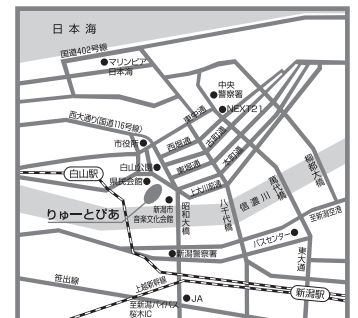 日本海
国道402号線
マリンピア
日本海
中央
警察署
NEXT21
西大通り(国道116号線)
東中通
市役所
西堀通
古町通
本町通
白山公園
東堀通
白山駅
県民会館
上大川前通
柳都大橋
萬代橋
信濃川
りゅーとぴあ
新潟市
音楽文化会館
昭和大橋
八千代橋
至新潟空港
バスセンター
東大通
新潟警察署
笹出線
上越新幹線
新潟駅
至新潟バイパス
桜木IC
JA